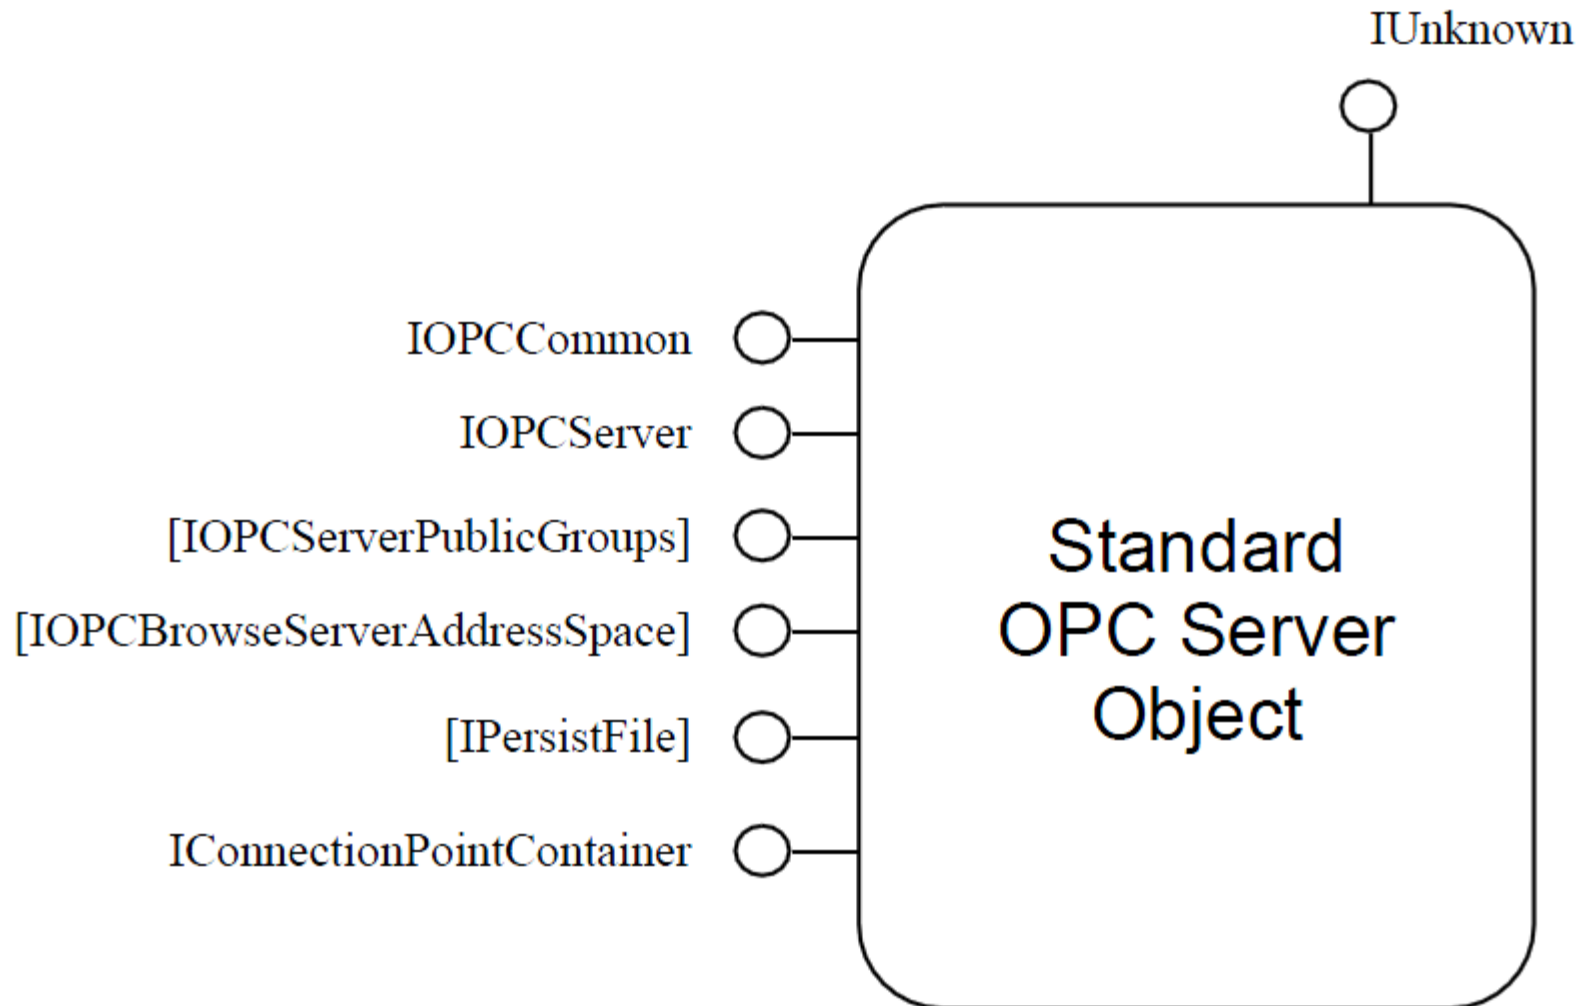 IUnknown
IOPCCommon
IOPCServer
[IOPCServerPublicGroups]
[IOPCBrowseServerAddressSpace]
[IPersistFile]
IConnectionPointContainer
Standard
OPC Server
Object